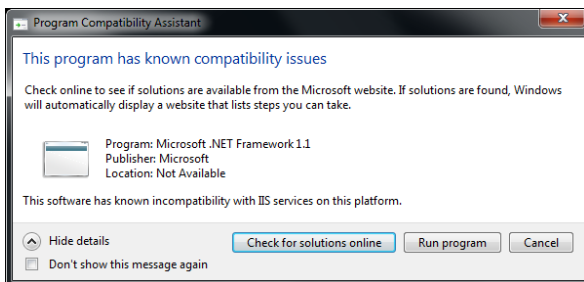 Program Compatibility Assistant
This program has known compatibility issues
Check online to see if solutions are available from the Microsoft website. If solutions are found, Windows
will automatically display a website that lists steps you can take.
Program: Microsoft .NET Framework 1.1
Publisher: Microsoft
Location: Not Available
This software has known incompatibility with IIS services on this platform.
Hide details
Check for solutions online
Run program
Cancel
Don't show this message again